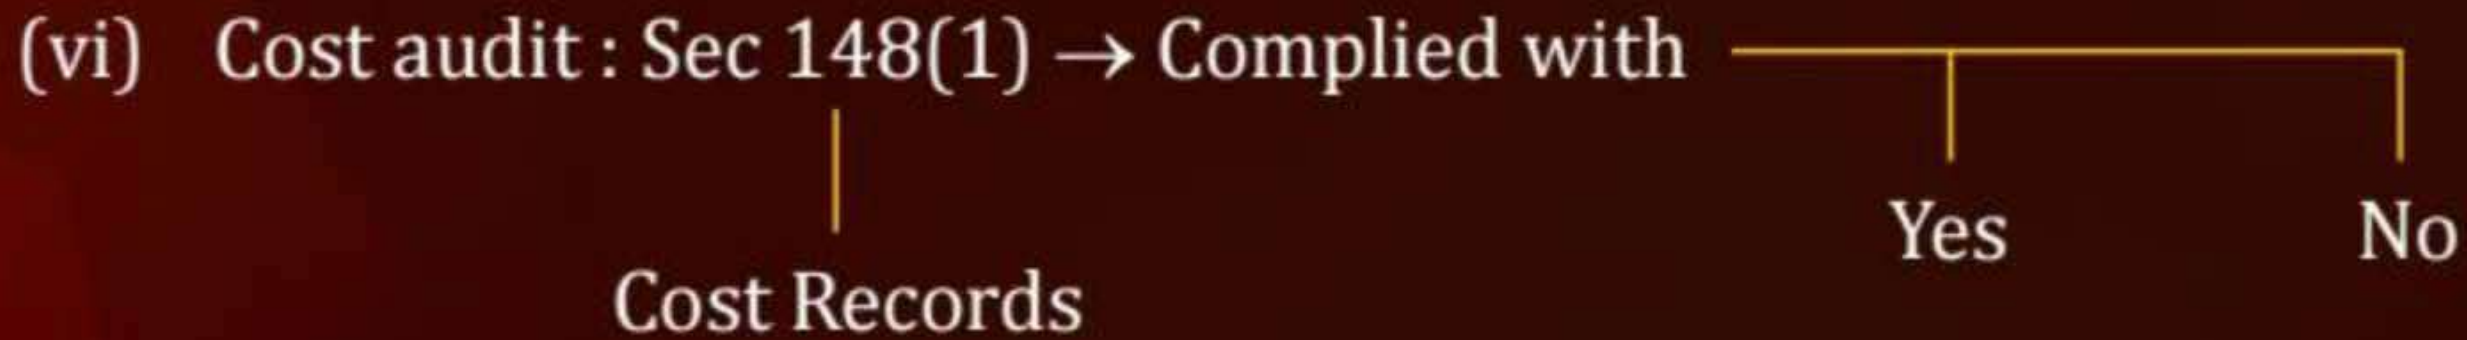 (vi) Cost audit : Sec 148(1) → Complied with
Yes No
Cost Records